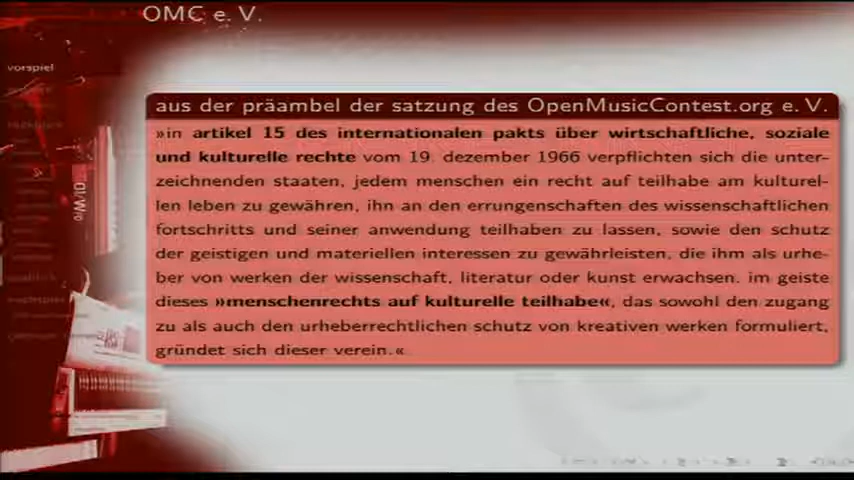 OMC e. V.
vorspiel
aus der präambel der satzung des OpenMusicContest.org e. V.
»in artikel 15 des internationalen pakts über wirtschaftliche, soziale
und kulturelle rechte vom 19. dezember 1966 verpflichten sich die unter-
zeichnenden staaten, jedem menschen ein recht auf teilhabe am kulturel-
len leben zu gewähren, ihn an den errungenschaften des wissenschaftlichen
fortschritts und seiner anwendung teilhaben zu lassen, sowie den schutz
der geistigen und materiellen interessen zu gewährleisten, die ihm als urhe-
ber von werken der wissenschaft, literatur oder kunst erwachsen. im geiste
dieses »menschenrechts auf kulturelle teilhabe«, das sowohl den zugang
zu als auch den urheberrechtlichen schutz von kreativen werken formuliert,
gründet sich dieser verein.«